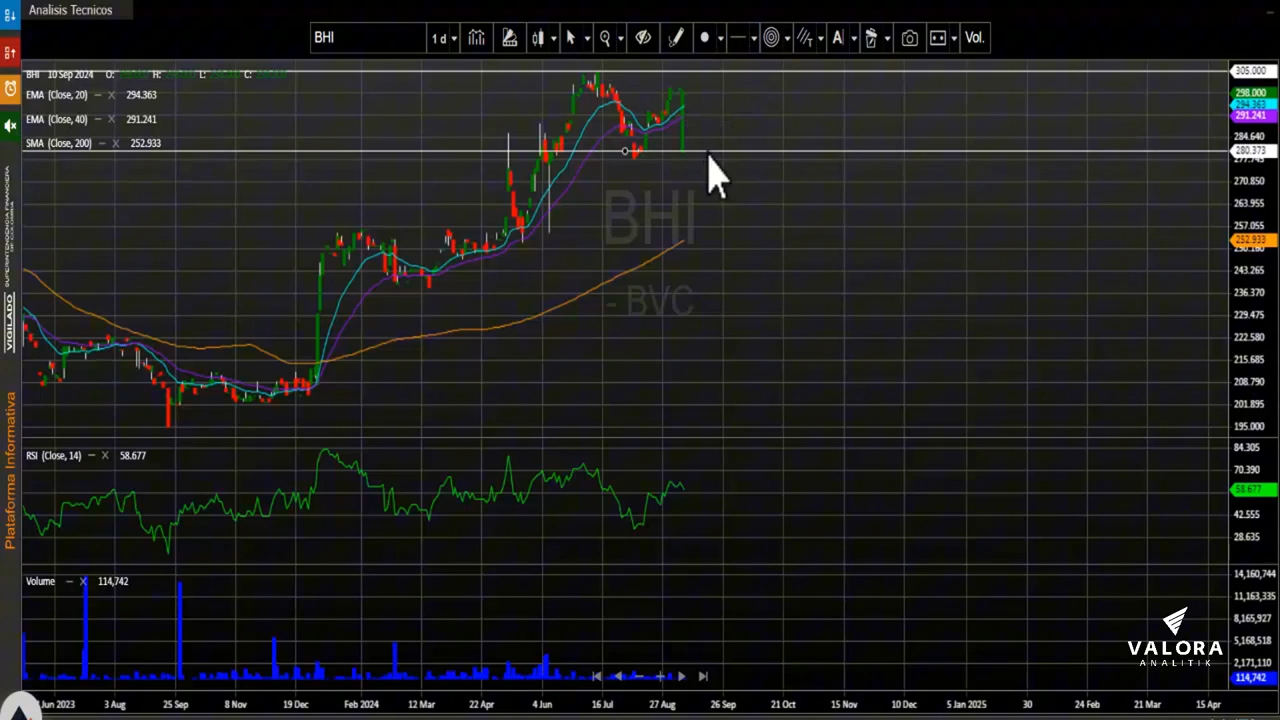 Analisis Tecnicos
BHI
1 d
Vol.
BHI 10 Sep 2024 O: H: L: C:
EMA (Close, 20) 294.363
EMA (Close, 40) 291.241
SMA (Close, 200) 252.933
305.000
298.000
294.363
291.241
284.640
280.373
277.745
270.850
263.955
257.055
252.933
243.265
236.370
229.475
222.580
215.685
208.790
201.895
195.000
BHI
- BVC
VIGILADO
Plataforma Informativa
RSI (Close, 14) 58.677
84.305
70.390
58.677
42.555
28.635
Volume 114,742
14,160,744
11,163,335
8,165,927
5,168,518
2,171,110
114,742
VALORA
ANALITIK
Jun 2023 3 Aug 25 Sep 8 Nov 19 Dec Feb 2024 12 Mar 22 Apr 4 Jun 16 Jul 27 Aug 26 Sep 21 Oct 15 Nov 10 Dec 5 Jan 2025 30 24 Feb 21 Mar 15 Apr